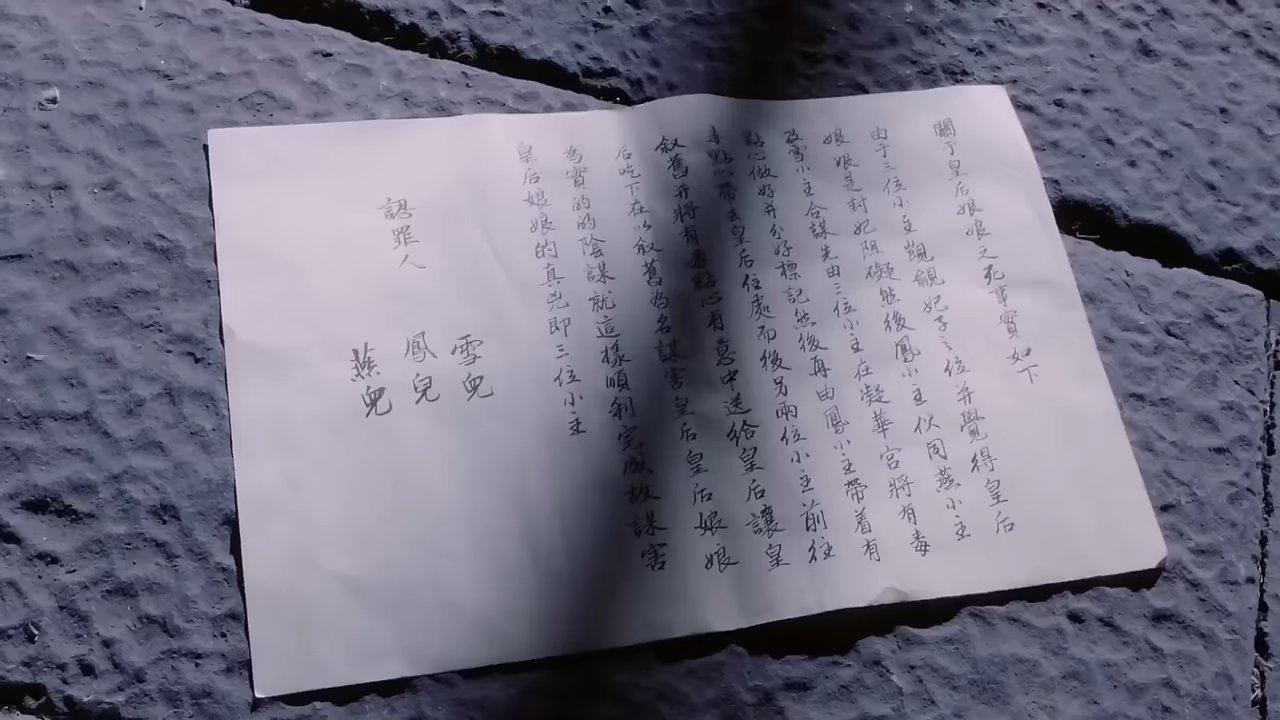 關于皇后娘娘之死事實如下
由于三位小主覬覦妃子之位并覺得皇后
娘娘是封妃阻礙然後鳳小主伙同燕小主
及雪小主合謀先由三位小主在凝華宮將有毒
點心做好并分好標記然後再由鳳小主帶着有
毒點心帶去皇后住處而後另兩位小主前往
叙舊并將有毒點心有意中送給皇后讓皇
后吃下在以叙舊為名謀害皇后皇后娘娘
為實的的陰謀就這樣順利完成故謀害
皇后娘娘的真兇即三位小主
認罪人
雪兒
鳳兒
燕兒